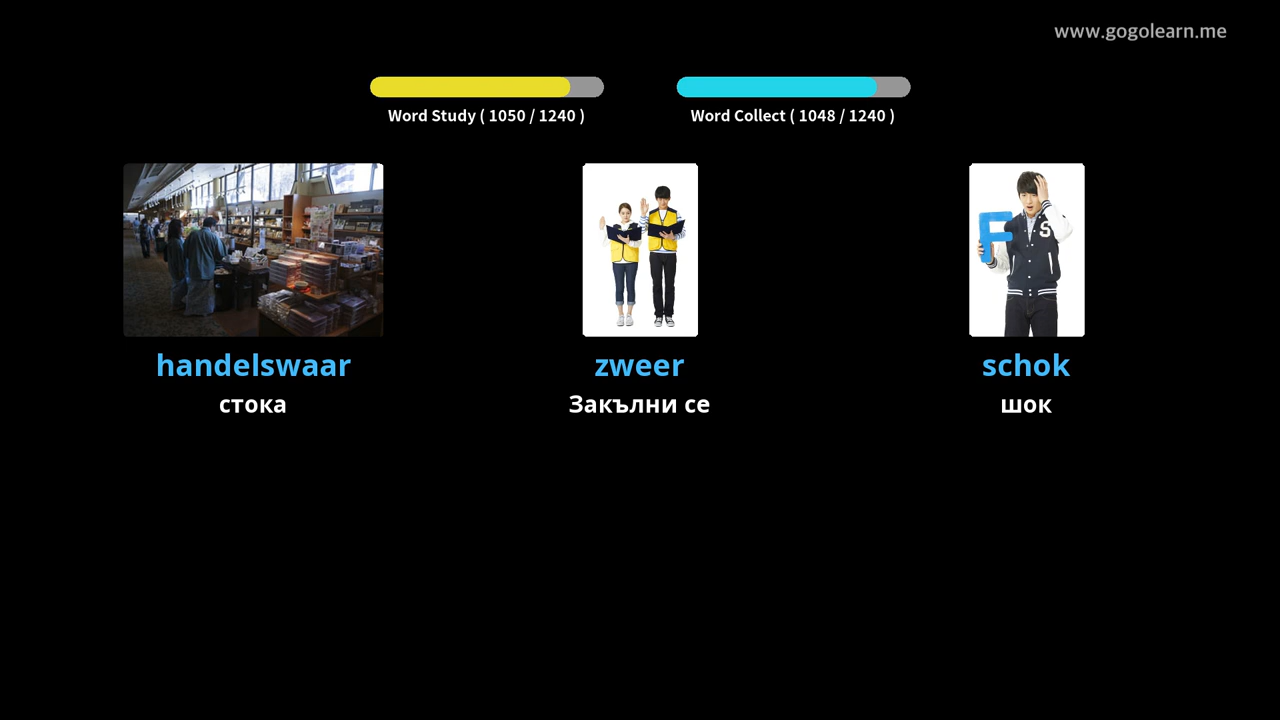 www.gogolearn.me
Word Study ( 1050 / 1240 )
Word Collect ( 1048 / 1240 )
F
S
handelswaar
zweer
schok
стока
Закълни се
шок